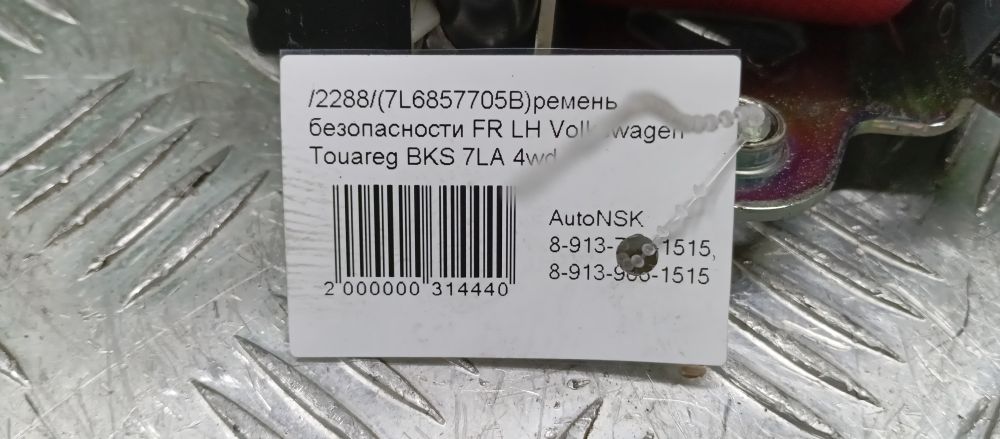 /2288/(7L6857705B)ремень
безопасности FR LH Volkswagen
Touareg BKS 7LA 4wd
AutoNSK
2 000000 314440